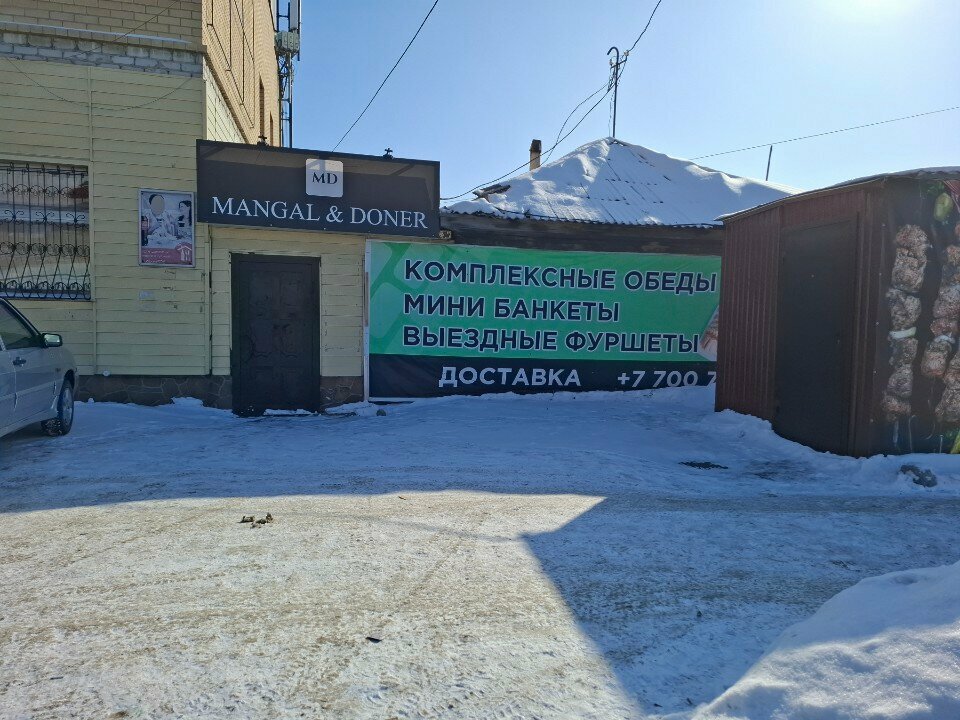 MD
MANGAL & DONER
КОМПЛЕКСНЫЕ ОБЕДЫ
МИНИ БАНКЕТЫ
ВЫЕЗДНЫЕ ФУРШЕТЫ
ДОСТАВКА +7 700 7